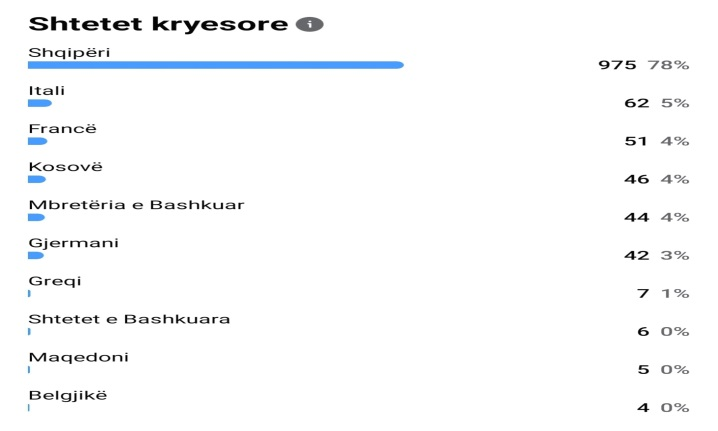 Shtetet kryesore
Shqipëri
975 78%
Itali
62 5%
Francë
51 4%
Kosovë
46 4%
Mbretëria e Bashkuar
44 4%
Gjermani
42 3%
Greqi
7 1%
Shtetet e Bashkuara
6 0%
Maqedoni
5 0%
Belgjikë
4 0%